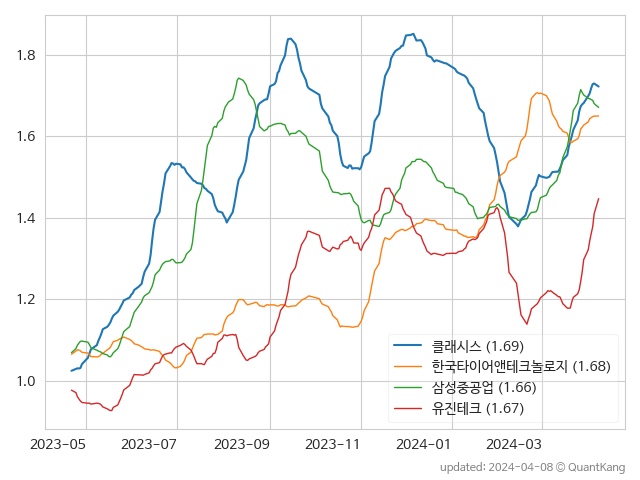 1.8
1.6
1.4
1.2
1.0
클래시스 (1.69)
한국타이어앤테크놀로지 (1.68)
삼성중공업 (1.66)
유진테크 (1.67)
2023-05 2023-07 2023-09 2023-11 2024-01 2024-03
updated: 2024-04-08 © QuantKang